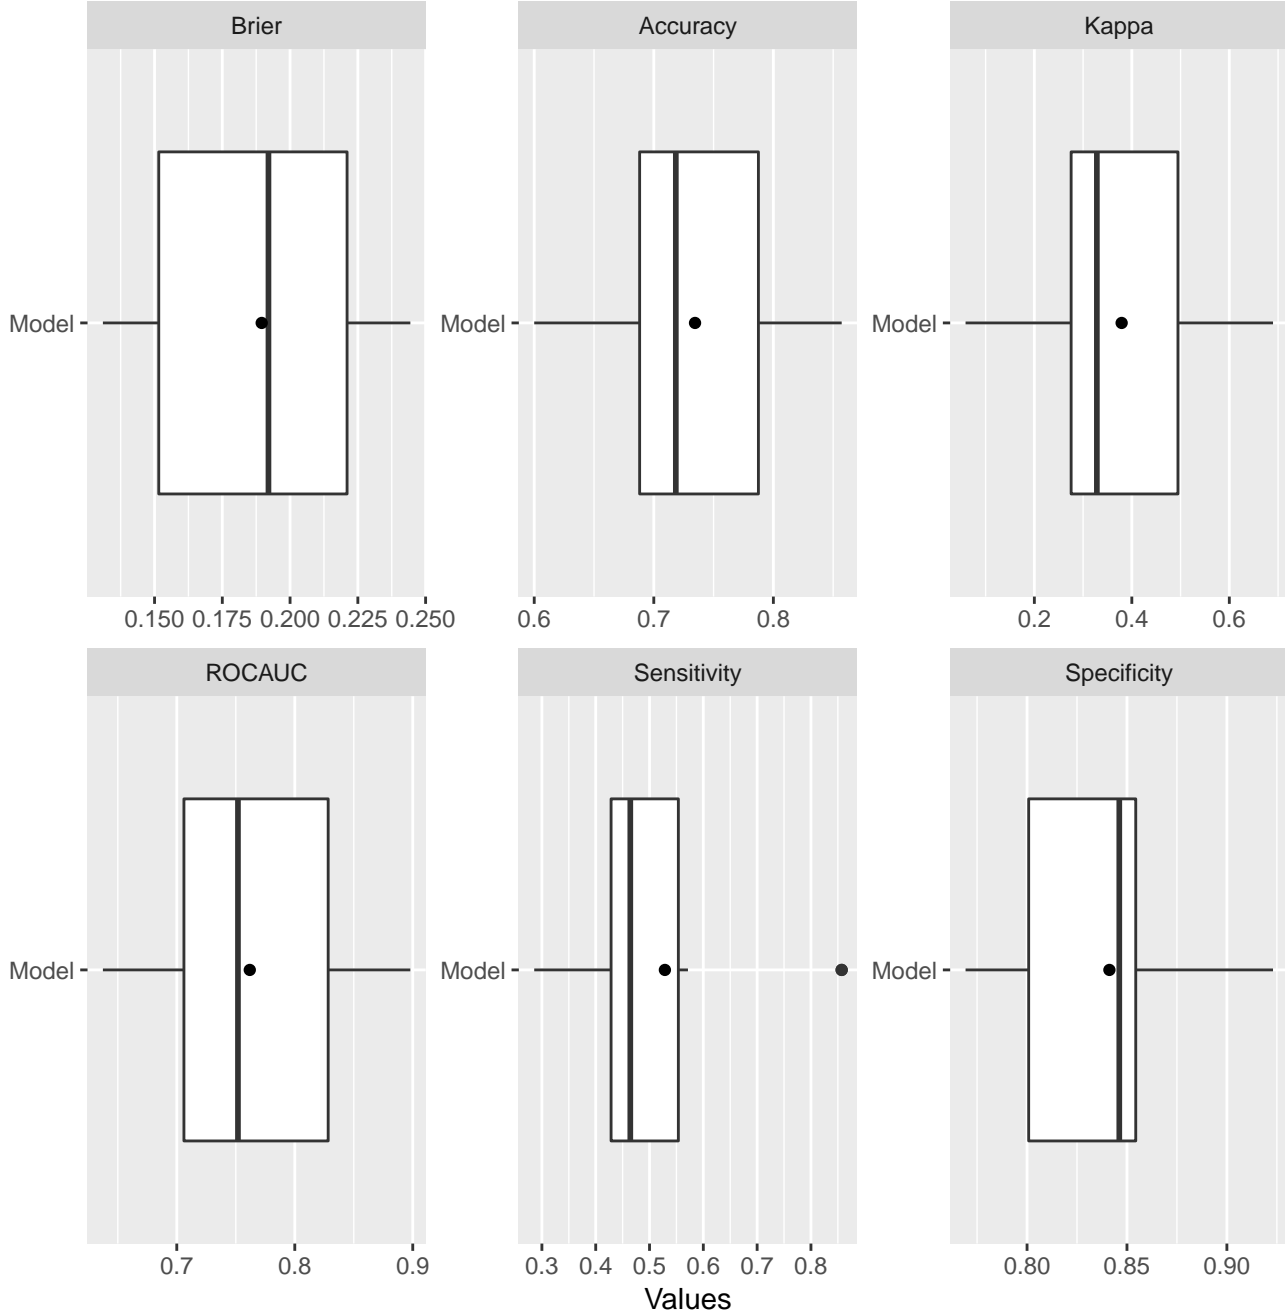 Brier Accuracy Kappa
Model Model Model
0.150 0.175 0.200 0.225 0.250 0.6 0.7 0.8 0.2 0.4 0.6
ROCAUC Sensitivity Specificity
Model Model Model
0.7 0.8 0.9 0.3 0.4 0.5 0.6 0.7 0.8 0.80 0.85 0.90
Values